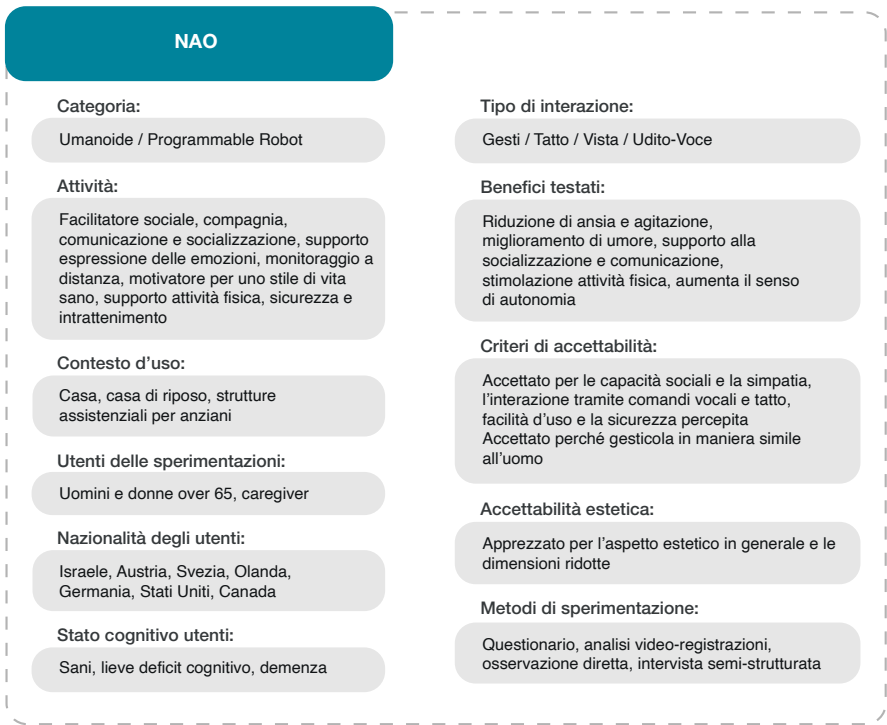 NAO
Categoria:
Umanoide / Programmable Robot
Attività:
Facilitatore sociale, compagnia,
comunicazione e socializzazione, supporto
espressione delle emozioni, monitoraggio a
distanza, motivatore per uno stile di vita
sano, supporto attività fisica, sicurezza e
intrattenimento
Contesto d’uso:
Casa, casa di riposo, strutture
assistenziali per anziani
Utenti delle sperimentazioni:
Uomini e donne over 65, caregiver
Nazionalità degli utenti:
Israele, Austria, Svezia, Olanda,
Germania, Stati Uniti, Canada
Stato cognitivo utenti:
Sani, lieve deficit cognitivo, demenza
Tipo di interazione:
Gesti / Tatto / Vista / Udito-Voce
Benefici testati:
Riduzione di ansia e agitazione,
miglioramento di umore, supporto alla
socializzazione e comunicazione,
stimolazione attività fisica, aumenta il senso
di autonomia
Criteri di accettabilità:
Accettato per le capacità sociali e la simpatia,
l’interazione tramite comandi vocali e tatto,
facilità d’uso e la sicurezza percepita
Accettato perché gesticola in maniera simile
all’uomo
Accettabilità estetica:
Apprezzato per l’aspetto estetico in generale e le
dimensioni ridotte
Metodi di sperimentazione:
Questionario, analisi video-registrazioni,
osservazione diretta, intervista semi-strutturata